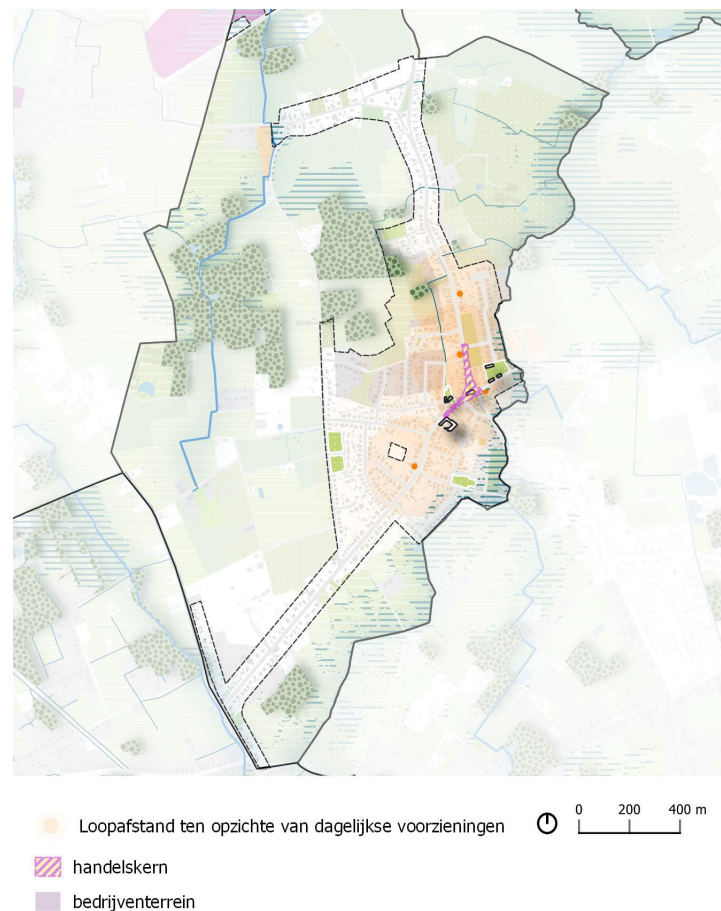 Loopafstand ten opzichte van dagelijkse voorzieningen
0 200 400 m
handelskern
bedrijventerrein